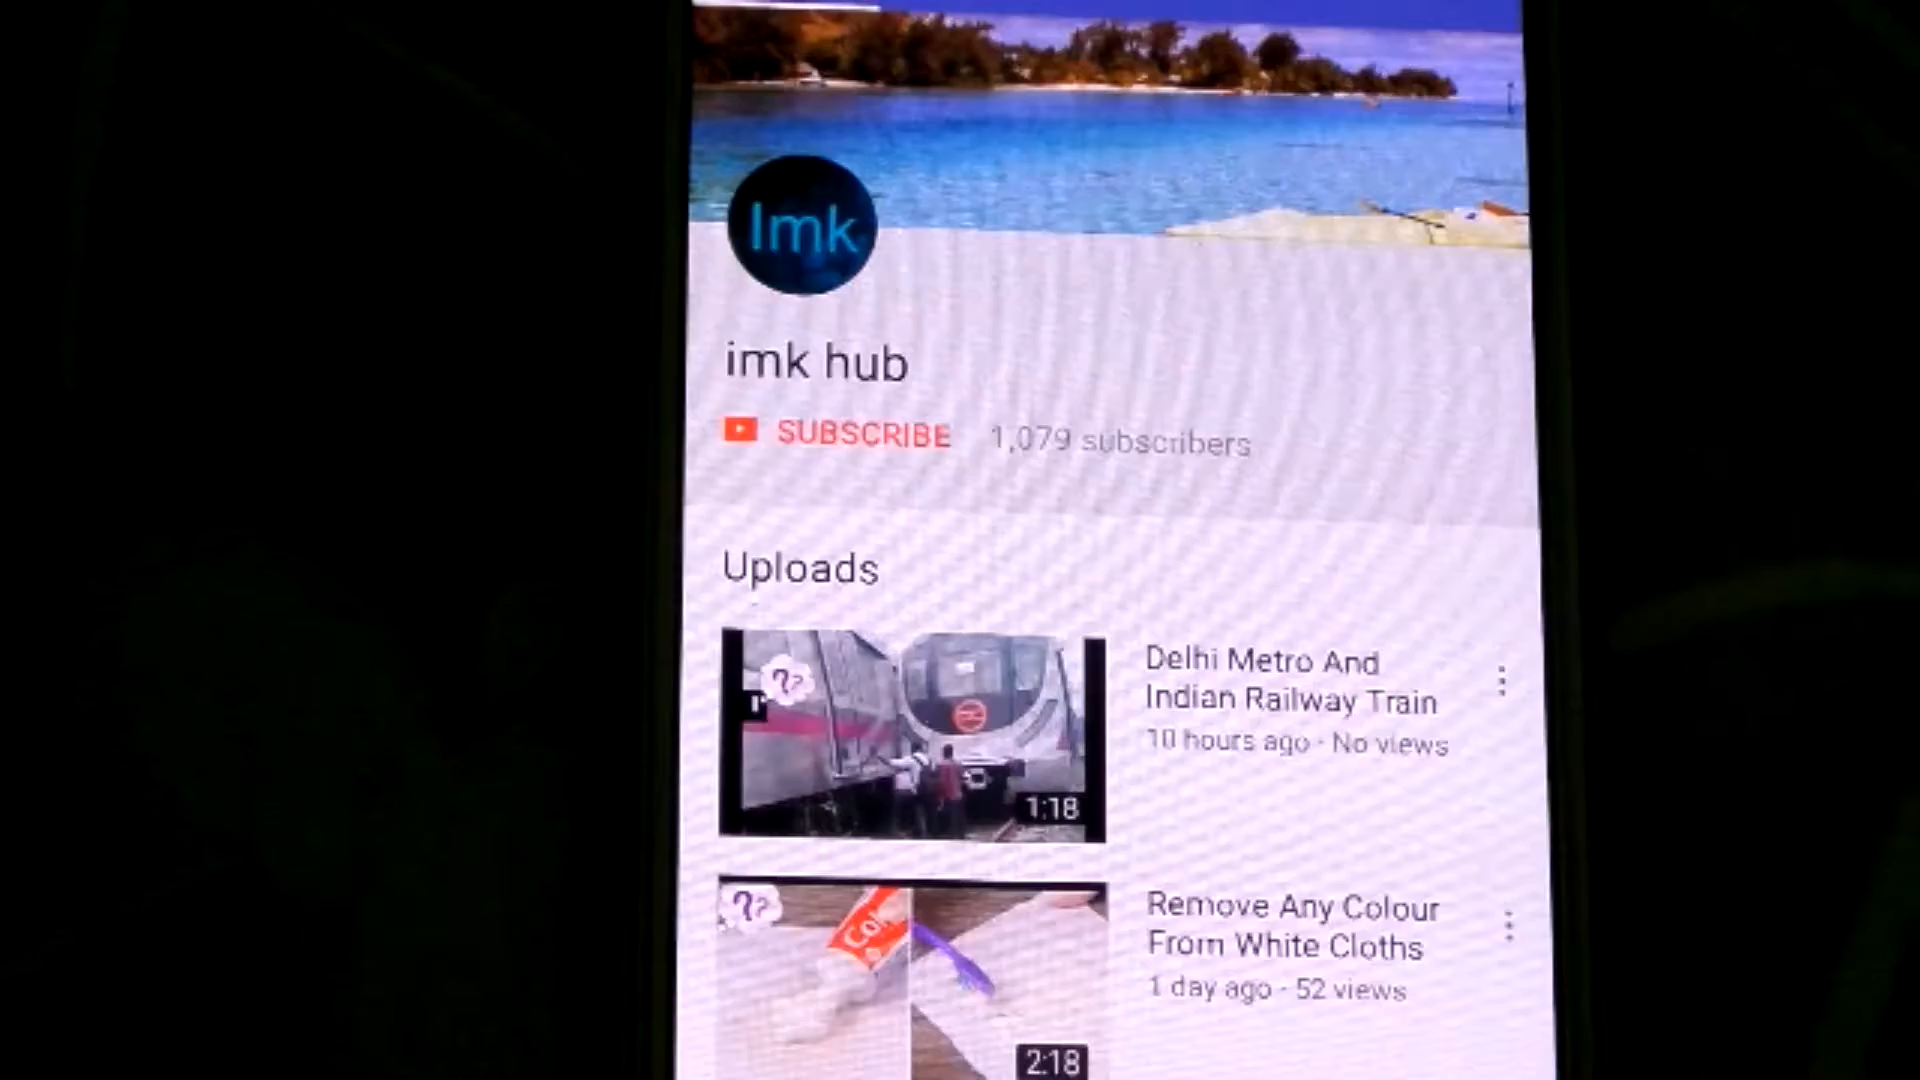 Imk
imk hub
SUBSCRIBE 1,079 subscribers
Uploads
??
1:18
Delhi Metro And
Indian Railway Train
10 hours ago · No views
??
Col
2:18
Remove Any Colour
From White Cloths
1 day ago · 52 views